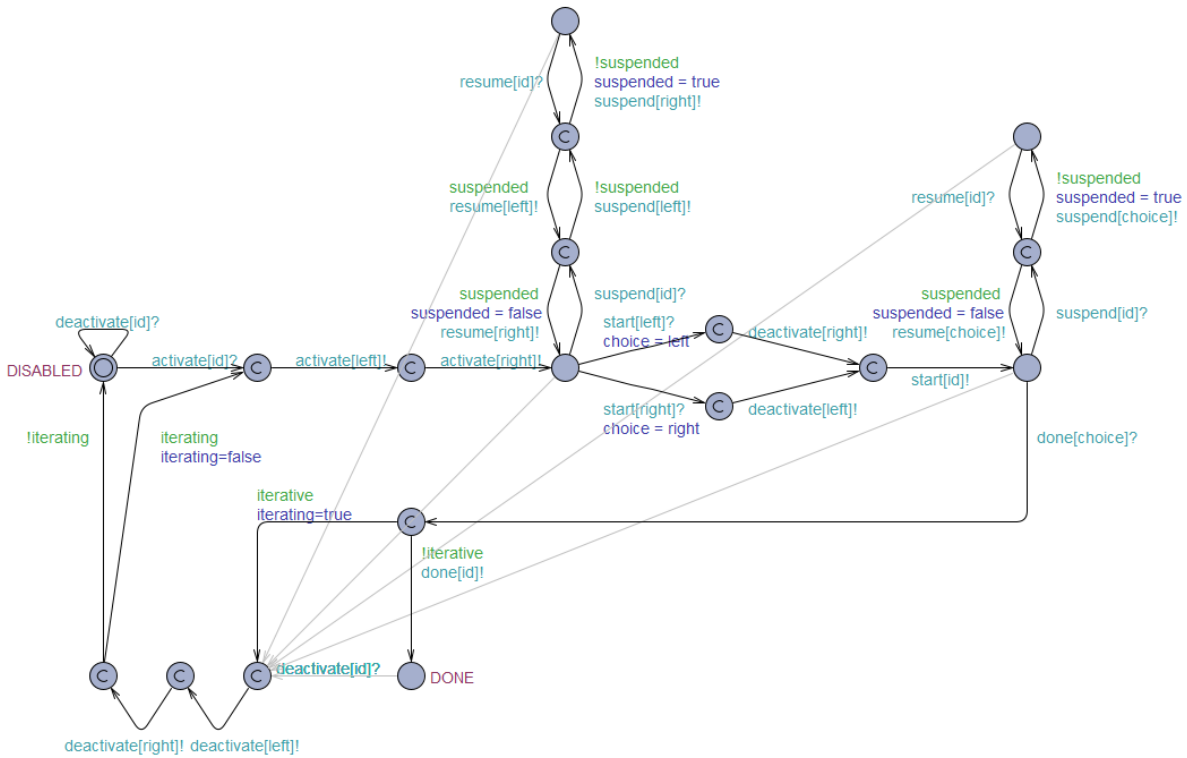 resume[id]?
!suspended
suspended = true
suspend[right]!
C
suspended
resume[left]!
!suspended
suspend[left]!
resume[id]?
!suspended
suspended = true
suspend[choice]!
C
C
suspended
suspended = false
resume[right]!
suspend[id]?
suspended
suspended = false
resume[choice]!
suspend[id]?
deactivate[id]?
start[left]?
choice = left
C
deactivate[right]!
DISABLED
activate[id]?
C
activate[left]!
C
activate[right]!
C
start[id]!
start[right]?
choice = right
C
deactivate[left]!
!iterating
iterating
iterating=false
done[choice]?
iterative
iterating=true
C
!iterative
done[id]!
C
C
C
deactivate[id]?
DONE
deactivate[right]!
deactivate[left]!